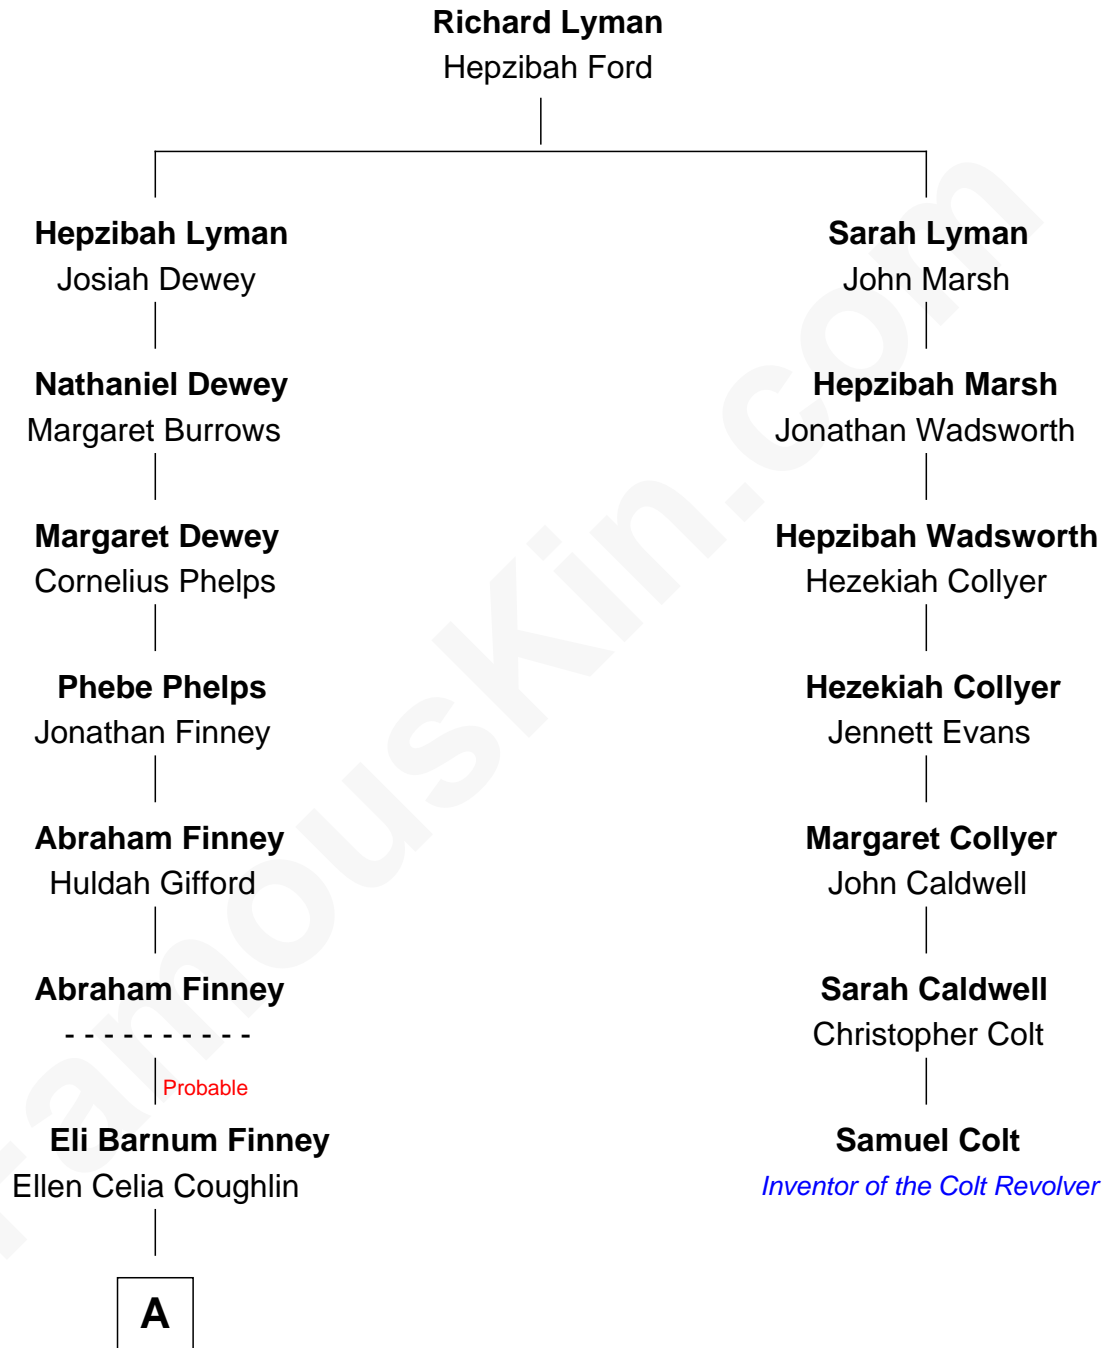 Richard Lyman
Hepzibah Ford
Hepzibah Lyman
Josiah Dewey
Sarah Lyman
John Marsh
Nathaniel Dewey
Margaret Burrows
Hepzibah Marsh
Jonathan Wadsworth
Margaret Dewey
Cornelius Phelps
Hepzibah Wadsworth
Hezekiah Collyer
Phebe Phelps
Jonathan Finney
Hezekiah Collyer
Jennett Evans
Abraham Finney
Huldah Gifford
Margaret Collyer
John Caldwell
Abraham Finney
- - - - - - - - - -
Sarah Caldwell
Christopher Colt
Probable
Eli Barnum Finney
Ellen Celia Coughlin
Samuel Colt
Inventor of the Colt Revolver
A
FamousKin.com